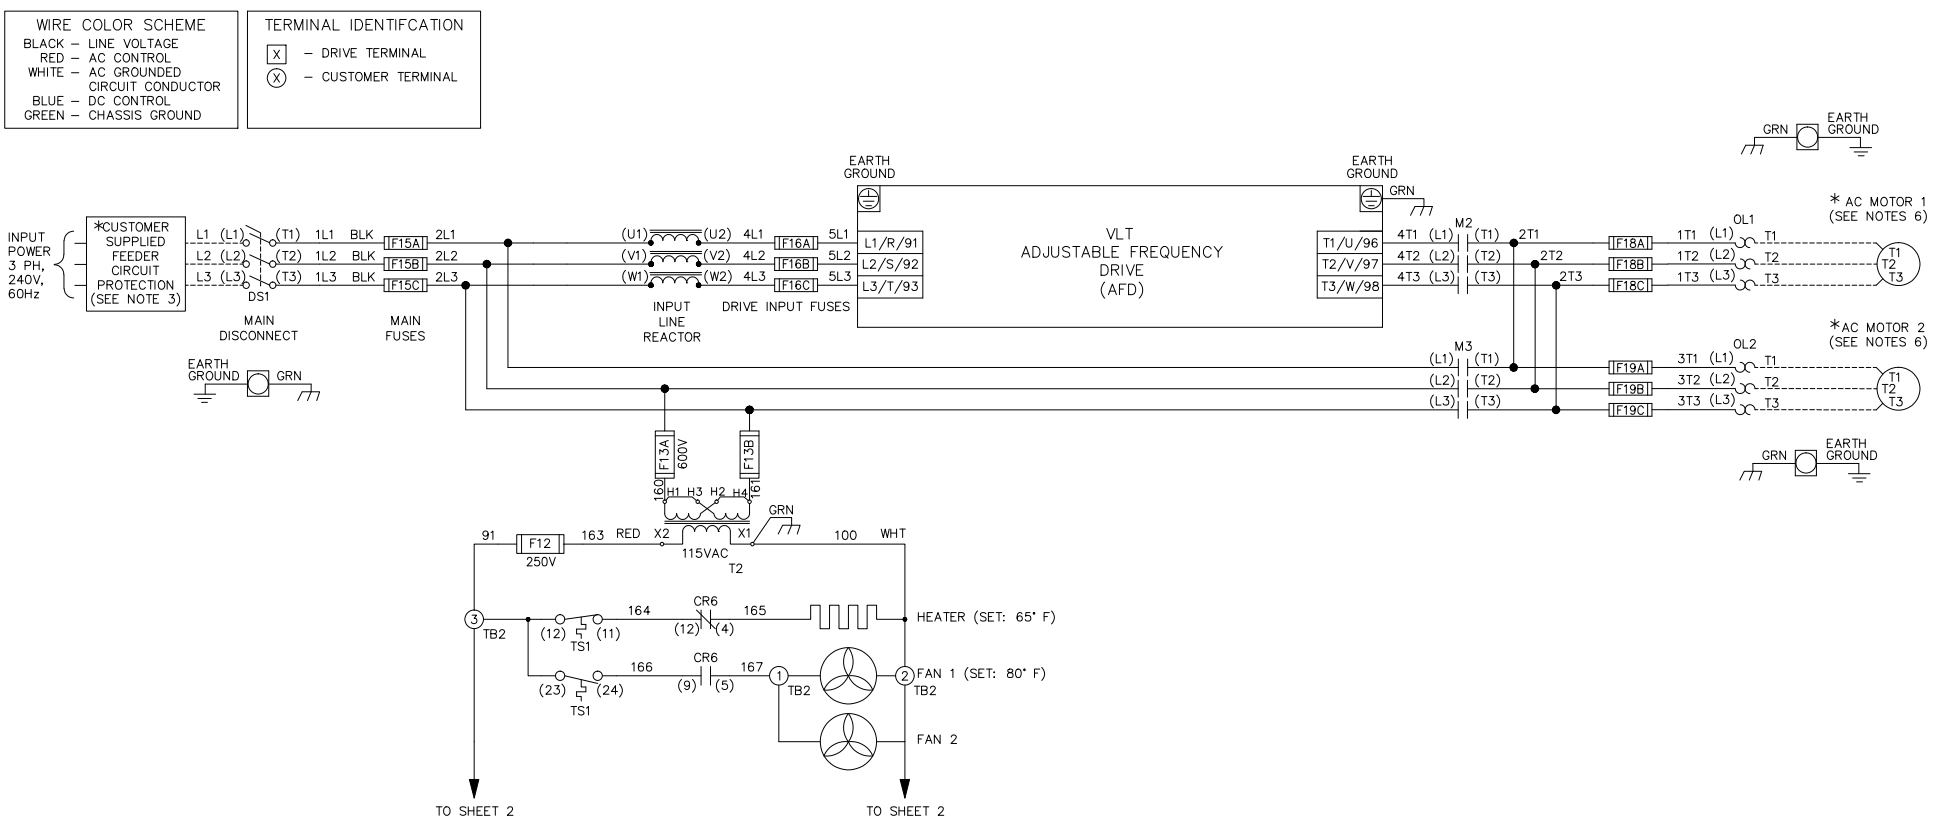 WIRE COLOR SCHEME
BLACK – LINE VOLTAGE
RED – AC CONTROL
WHITE – AC GROUNDED
CIRCUIT CONDUCTOR
BLUE – DC CONTROL
GREEN – CHASSIS GROUND
TERMINAL IDENTIFCATION
X – DRIVE TERMINAL
X – CUSTOMER TERMINAL
INPUT
POWER
3 PH,
240V,
60Hz
*CUSTOMER
SUPPLIED
FEEDER
CIRCUIT
PROTECTION
(SEE NOTE 3)
L1 (L1) (T1) 1L1 BLK F15A 2L1
L2 (L2) (T2) 1L2 BLK F15B 2L2
L3 (L3) (T3) 1L3 BLK F15C 2L3
DS1
MAIN
DISCONNECT
MAIN
FUSES
EARTH
GROUND
GRN
(U1) (U2) 4L1 F16A 5L1
(V1) (V2) 4L2 F16B 5L2
(W1) (W2) 4L3 F16C 5L3
INPUT
LINE
REACTOR
DRIVE INPUT FUSES
EARTH
GROUND
L1/R/91
L2/S/92
L3/T/93
VLT
ADJUSTABLE FREQUENCY
DRIVE
(AFD)
EARTH
GROUND
GRN
T1/U/96
T2/V/97
T3/W/98
M2
4T1 (L1) (T1) 2T1
4T2 (L2) (T2) 2T2
4T3 (L3) (T3) 2T3
F18A 1T1 (L1) T1
F18B 1T2 (L2) T2
F18C 1T3 (L3) T3
OL1
GRN
EARTH
GROUND
* AC MOTOR 1
(SEE NOTES 6)
T1
T2
T3
M3
(L1) (T1)
(L2) (T2)
(L3) (T3)
F19A 3T1 (L1) T1
F19B 3T2 (L2) T2
F19C 3T3 (L3) T3
OL2
*AC MOTOR 2
(SEE NOTES 6)
T1
T2
T3
GRN
EARTH
GROUND
F13A
600V
F13B
160
161
H1 H3 H2 H4
GRN
91 F12 163 RED X2 X1 100 WHT
250V
115VAC
T2
3
TB2
(12) (11)
TS1
164
CR6
(12) (4)
165
HEATER (SET: 65° F)
(23) (24)
TS1
166
CR6
(9) (5)
167
1
TB2
2
TB2
FAN 1 (SET: 80° F)
FAN 2
TO SHEET 2
TO SHEET 2